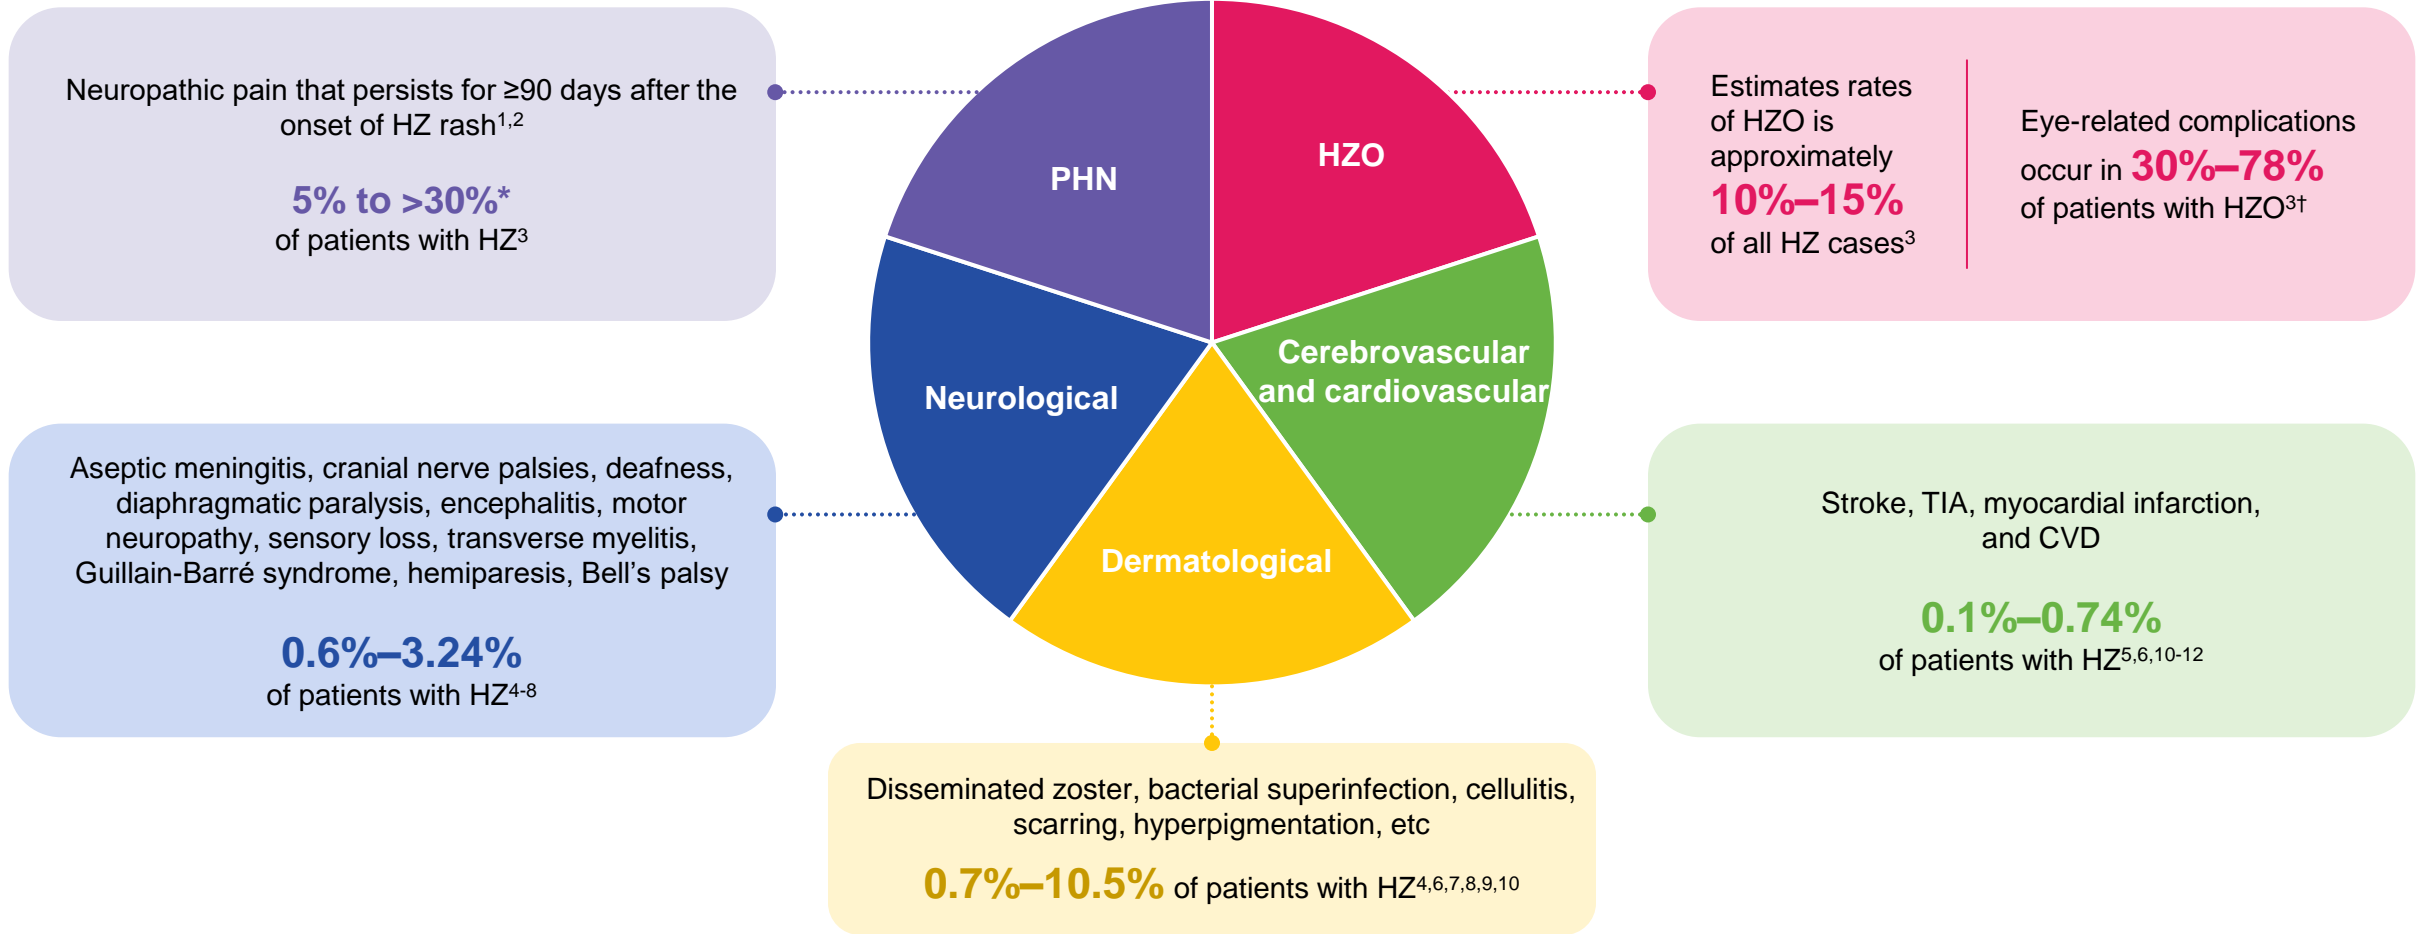 Neuropathic pain that persists for ≥90 days after the
onset of HZ rash1,2
5% to >30%*
of patients with HZ3
PHN
HZO
Estimates rates
of HZO is
approximately
10%–15%
of all HZ cases3
Eye-related complications
occur in 30%–78%
of patients with HZO3†
Neurological
Cerebrovascular
and cardiovascular
Dermatological
Aseptic meningitis, cranial nerve palsies, deafness,
diaphragmatic paralysis, encephalitis, motor
neuropathy, sensory loss, transverse myelitis,
Guillain-Barré syndrome, hemiparesis, Bell’s palsy
0.6%–3.24%
of patients with HZ4-8
Stroke, TIA, myocardial infarction,
and CVD
0.1%–0.74%
of patients with HZ5,6,10-12
Disseminated zoster, bacterial superinfection, cellulitis,
scarring, hyperpigmentation, etc
0.7%–10.5% of patients with HZ4,6,7,8,9,10